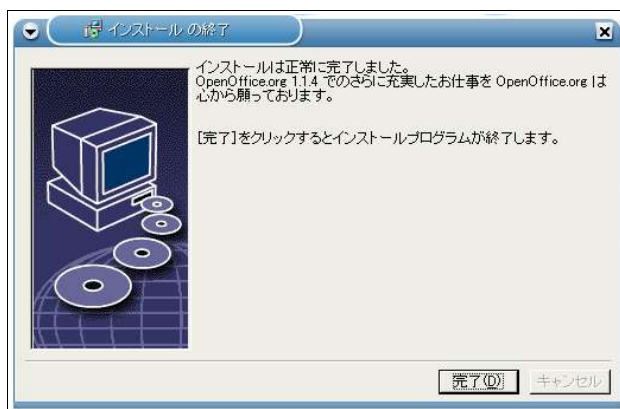 インストール の終了
インストールは正常に完了しました。
OpenOffice.org 1.1.4 でのさらに充実したお仕事を OpenOffice.org は
心から願っております。
[完了]をクリックするとインストールプログラムが終了します。
完了(D)
キャンセル